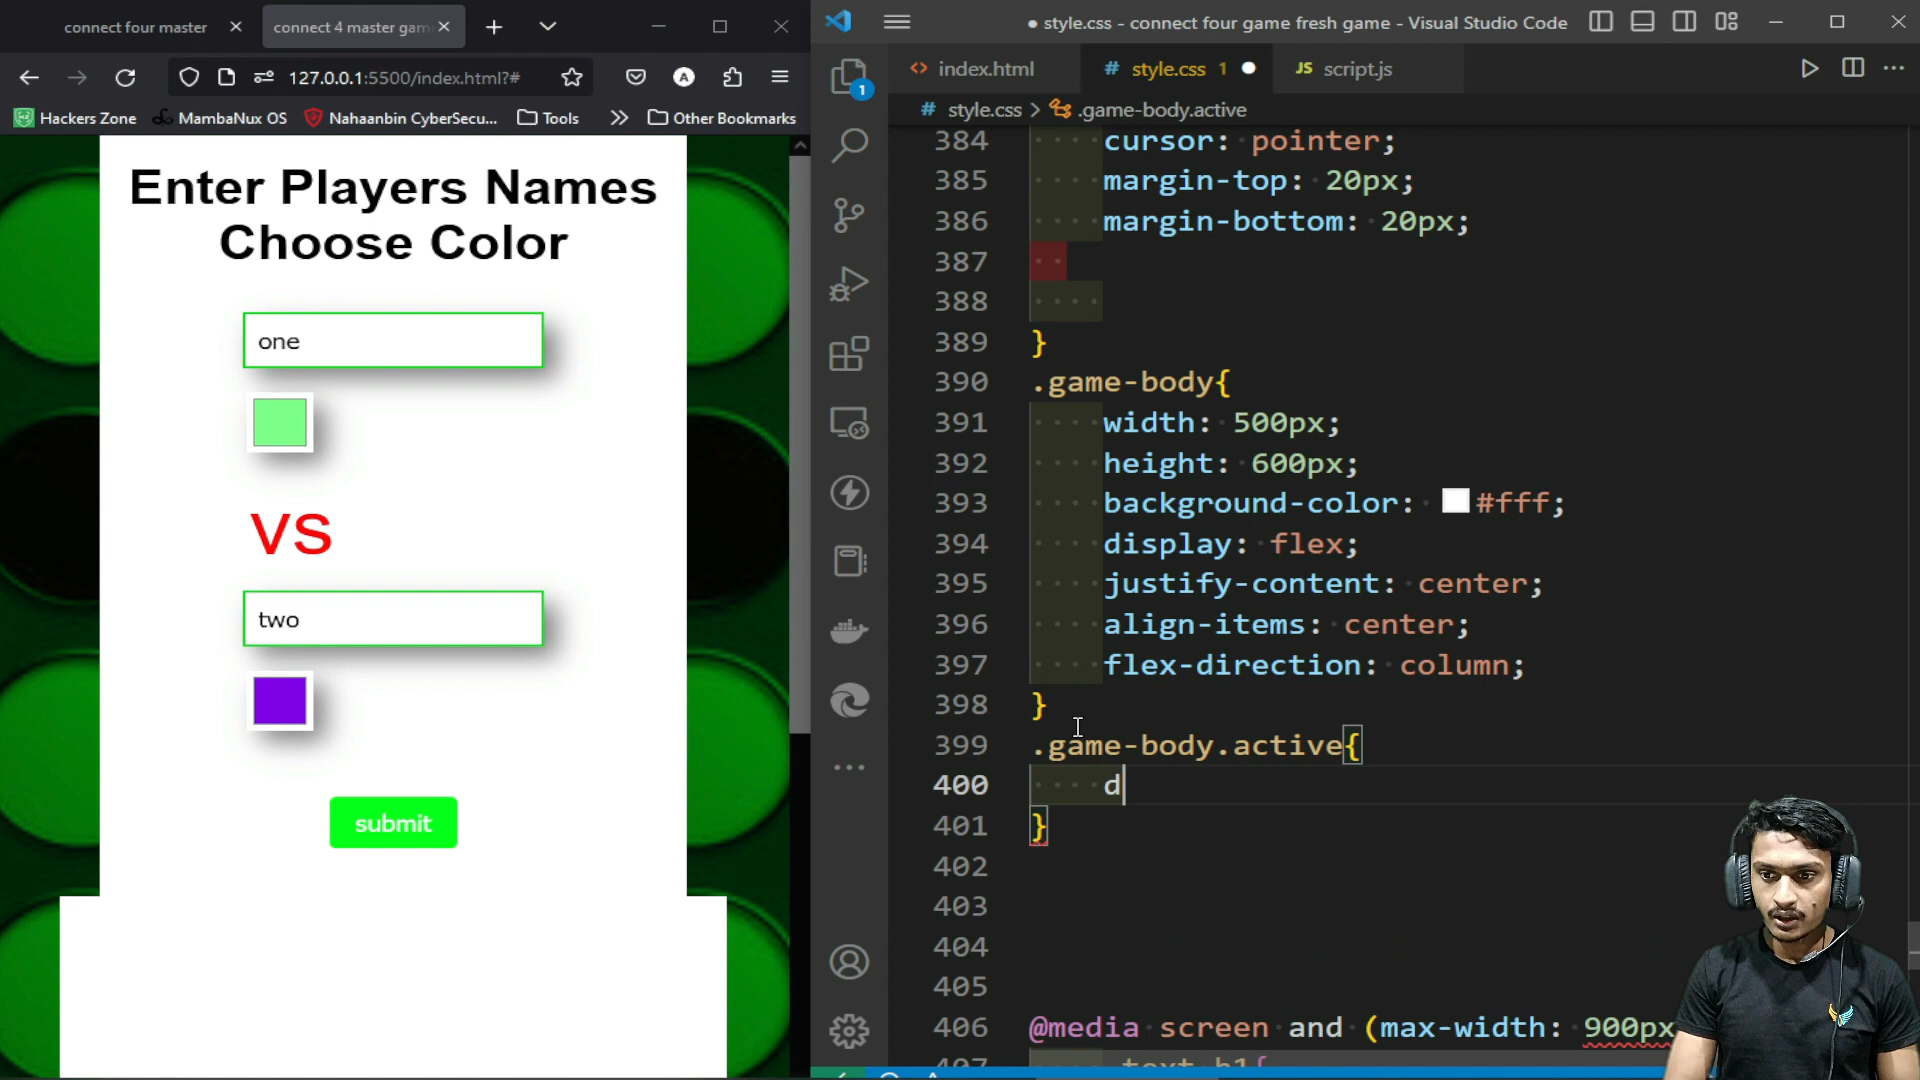 connect four master
connect 4 master gam
127.0.0.1:5500/index.html?#
A
Hackers Zone
MambaNux OS
Nahaanbin CyberSecu...
Tools
Other Bookmarks
Enter Players Names
Choose Color
one
VS
two
submit
● style.css - connect four game fresh game - Visual Studio Code
1
index.html
# style.css 1
JS script.js
# style.css > .game-body.active
384 cursor: pointer;
385 margin-top: 20px;
386 margin-bottom: 20px;
387
388
389 }
390 .game-body{
391 width: 500px;
392 height: 600px;
393 background-color: #fff;
394 display: flex;
395 justify-content: center;
396 align-items: center;
397 flex-direction: column;
398 }
399 .game-body.active{
400 d
401 }
402
403
404
405
406 @media screen and (max-width: 900px
407 text h1{